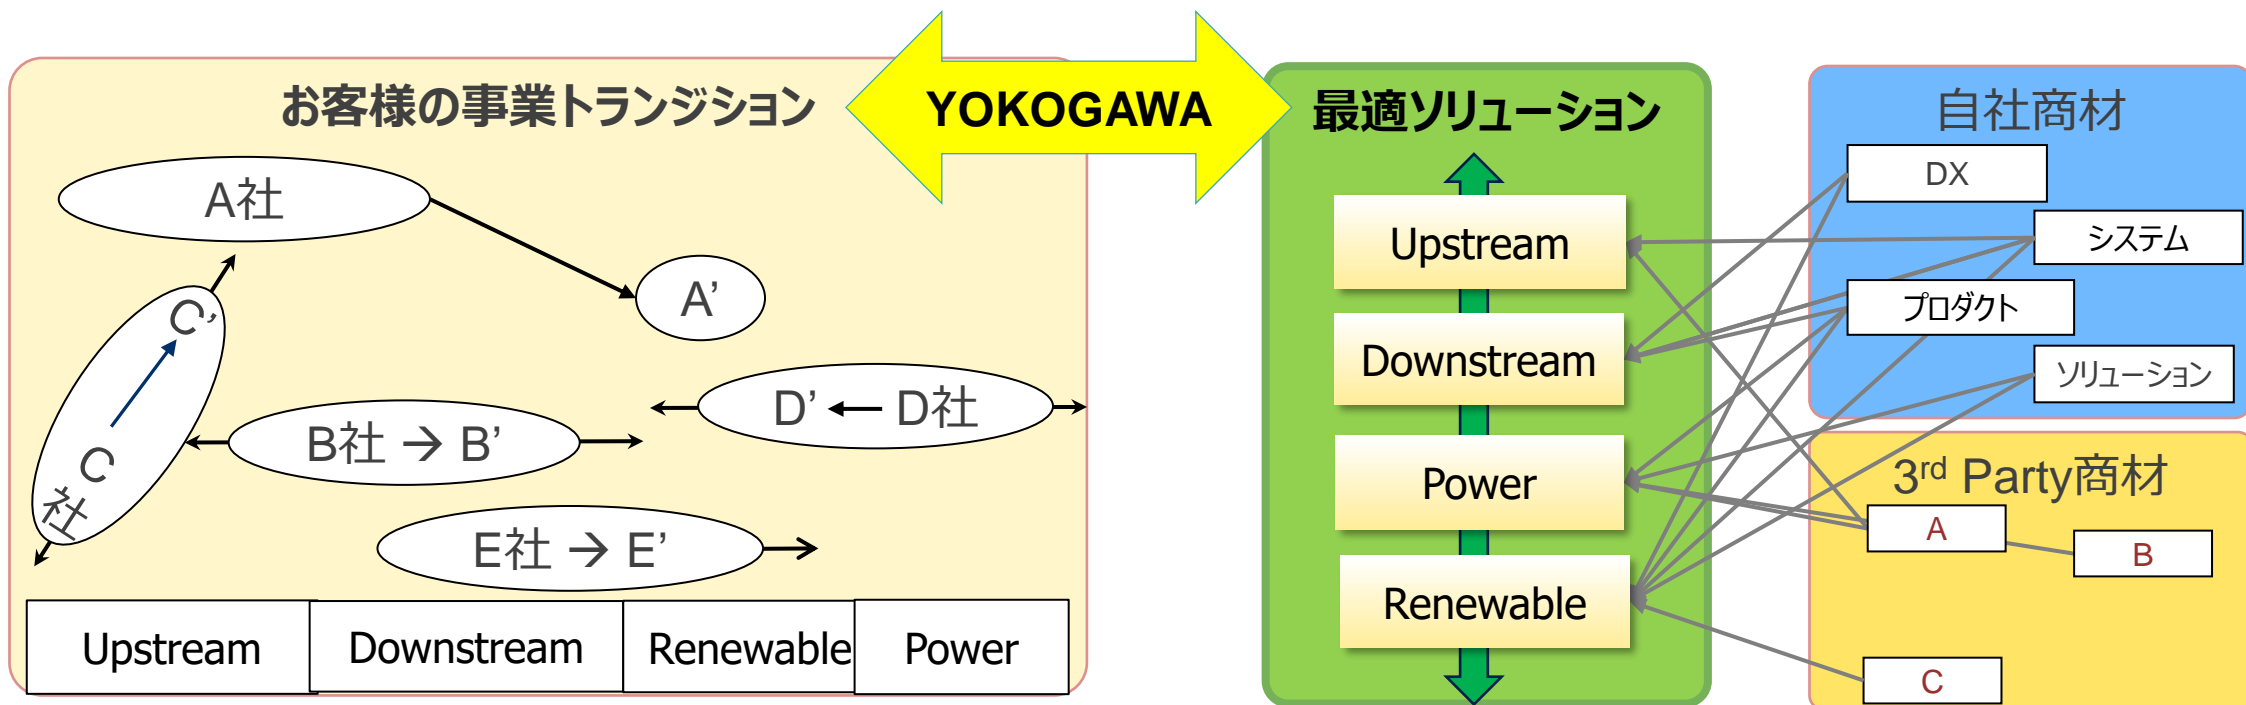 お客様の事業トランジション
YOKOGAWA
最適ソリューション
自社商材
A社
A’
C’
C社
B社 → B’
D’ ← D社
E社 → E’
Upstream
Downstream
Renewable
Power
Upstream
Downstream
Power
Renewable
DX
システム
プロダクト
ソリューション
3rd Party商材
A
B
C